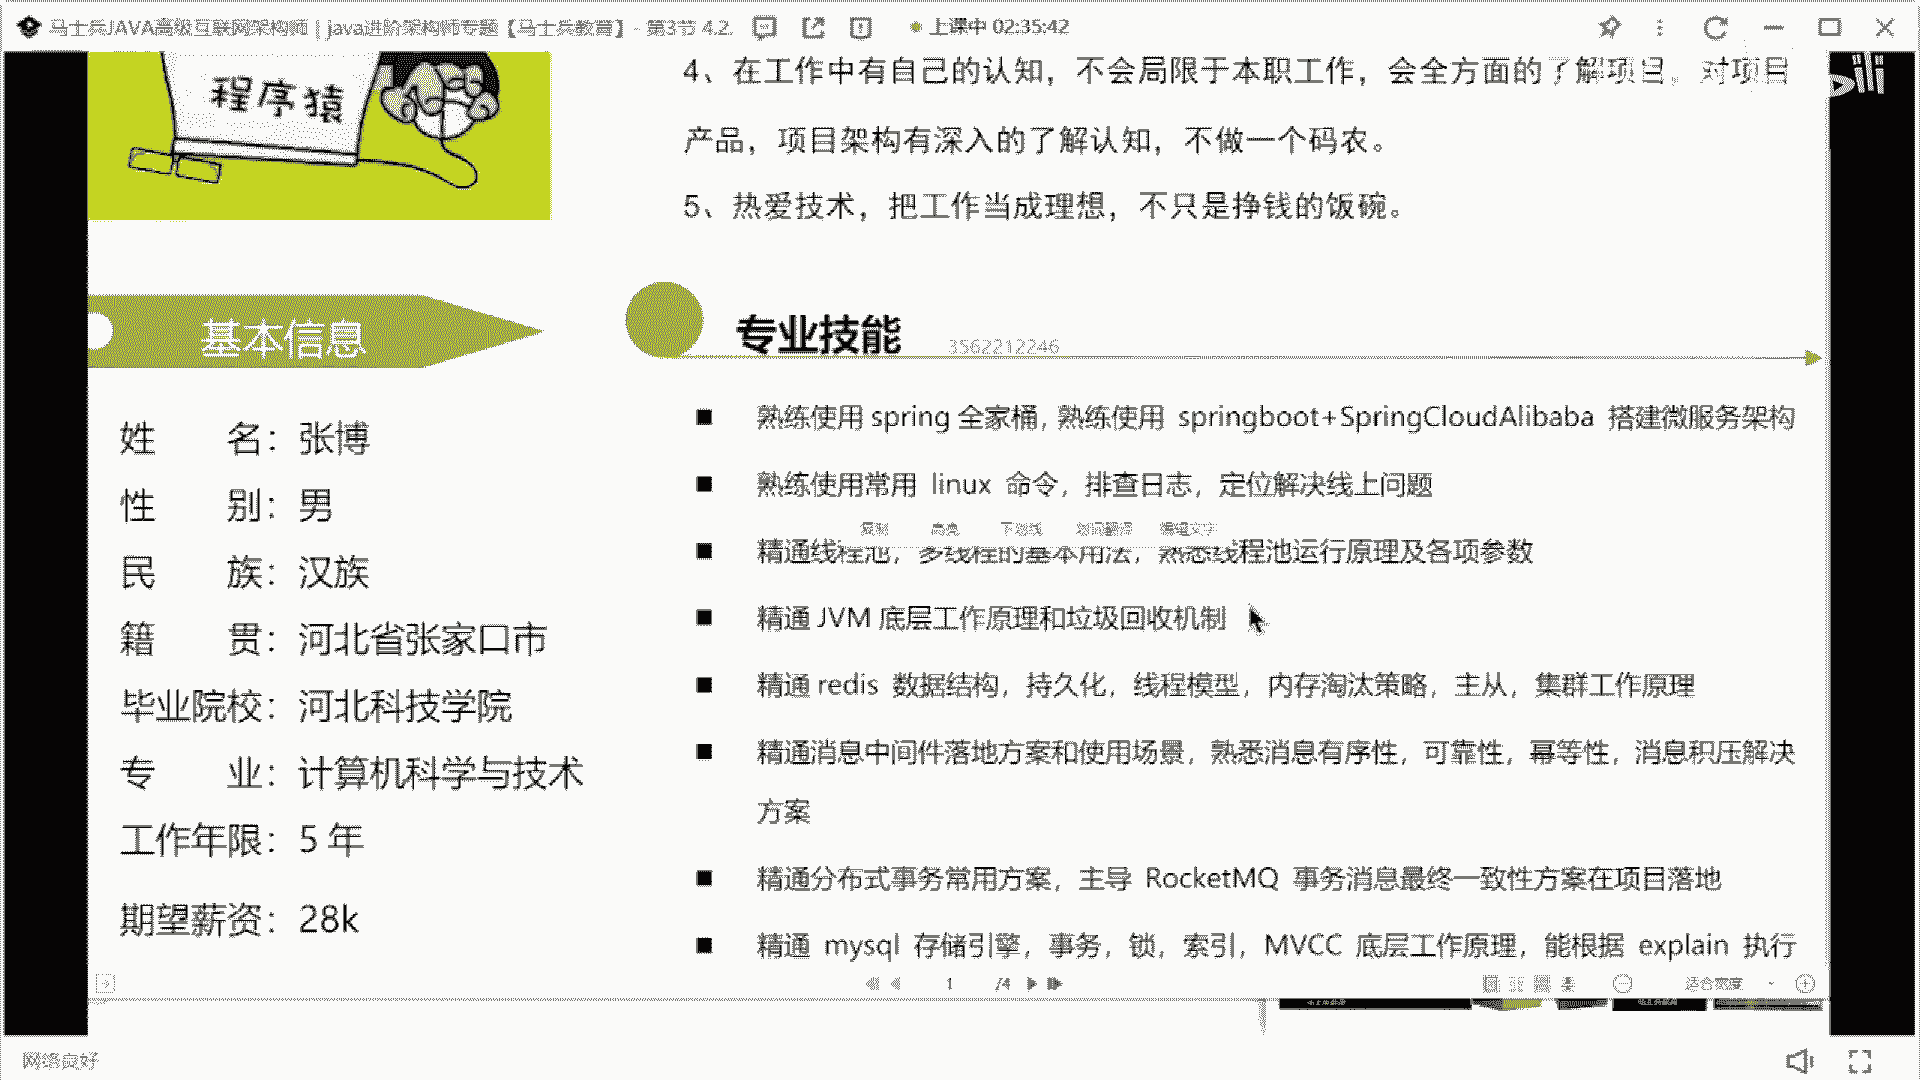 马士兵JAVA高级互联网架构师 | java进阶架构师专题【马士兵教育】- 第3节 4.2.
上课中 02:35:42
程序猿
4、在工作中有自己的认知，不会局限于本职工作，会全方面的了解项目，对项目
产品，项目架构有深入的了解认知，不做一个码农。
5、热爱技术，把工作当成理想，不只是挣钱的饭碗。
基本信息
姓 名：张博
性 别：男
民 族：汉族
籍 贯：河北省张家口市
毕业院校：河北科技学院
专 业：计算机科学与技术
工作年限：5 年
期望薪资：28k
专业技能
3562212246
熟练使用 spring 全家桶, 熟练使用 springboot+SpringCloudAlibaba 搭建微服务架构
熟练使用常用 linux 命令，排查日志，定位解决线上问题
复制 高亮 下划线 划词翻译 编辑文字
精通线程池，多线程的基本用法，熟悉线程池运行原理及各项参数
精通 JVM 底层工作原理和垃圾回收机制
精通 redis 数据结构，持久化，线程模型，内存淘汰策略，主从，集群工作原理
精通消息中间件落地方案和使用场景，熟悉消息有序性，可靠性，幂等性，消息积压解决
方案
精通分布式事务常用方案，主导 RocketMQ 事务消息最终一致性方案在项目落地
精通 mysql 存储引擎，事务，锁，索引，MVCC 底层工作原理，能根据 explain 执行
1 /4
适合宽度
网络良好